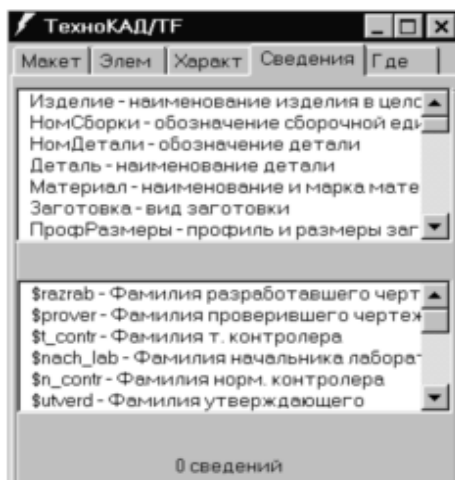 ТехноКАД/TF
Макет Элем Характ Сведения Где
Изделие - наименование изделия в целс
НомСборки - обозначение сборочной еди
НомДетали - обозначение детали
Деталь - наименование детали
Материал - наименование и марка мате
Заготовка - вид заготовки
ПрофРазмеры - профиль и размеры заг
$razrab - Фамилия разработавшего черт
$prover - Фамилия проверившего чертеж
$t_contr - Фамилия т. контролера
$nach_lab - Фамилия начальника лаборат
$n_contr - Фамилия норм. контролера
$utverd - Фамилия утверждающего
0 сведений